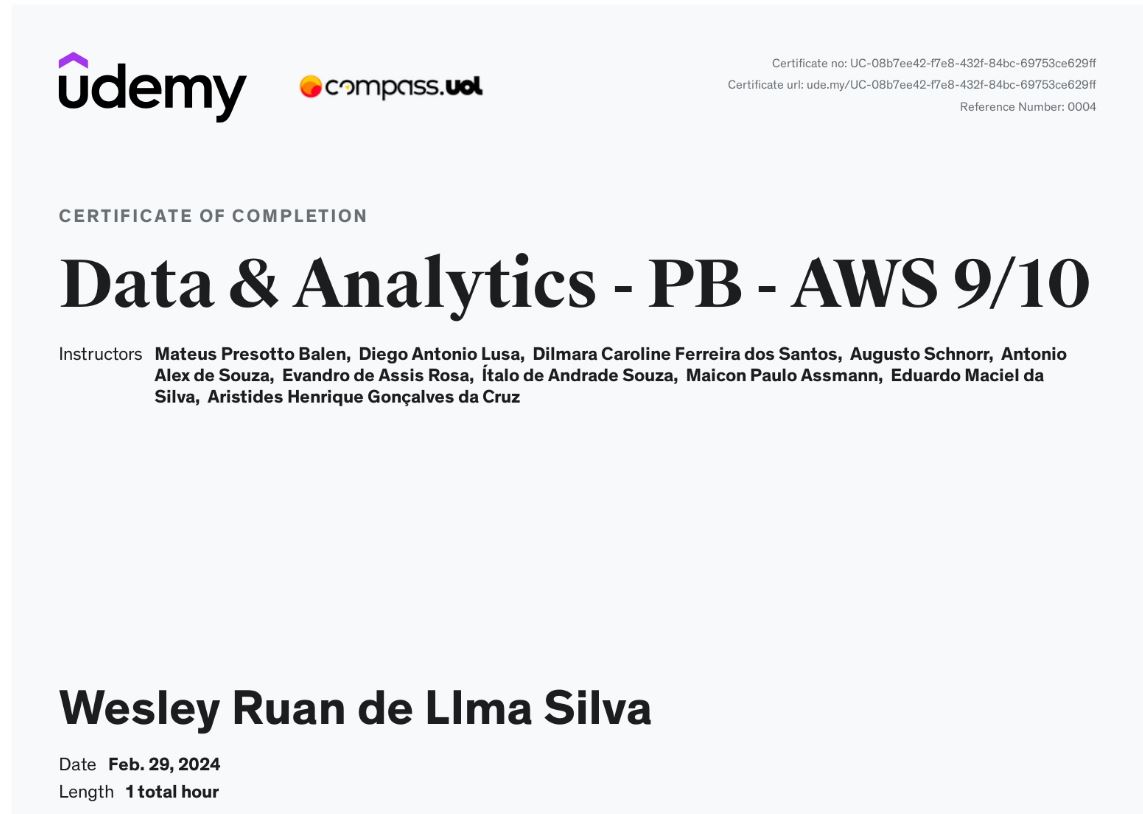 udemy
compass.uol
Certificate no: UC-08b7ee42-f7e8-432f-84bc-69753ce629ff
Certificate url: ude.my/UC-08b7ee42-f7e8-432f-84bc-69753ce629ff
Reference Number: 0004
CERTIFICATE OF COMPLETION
Data & Analytics - PB - AWS 9/10
Instructors Mateus Presotto Balen, Diego Antonio Lusa, Dilmara Caroline Ferreira dos Santos, Augusto Schnorr, Antonio
Alex de Souza, Evandro de Assis Rosa, Ítalo de Andrade Souza, Maicon Paulo Assmann, Eduardo Maciel da
Silva, Aristides Henrique Gonçalves da Cruz
Wesley Ruan de LIma Silva
Date Feb. 29, 2024
Length 1 total hour